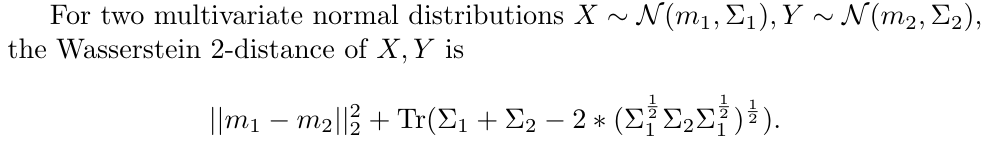 For two multivariate normal distributions $X \sim \mathcal{N}(m_1, \Sigma_1), Y \sim \mathcal{N}(m_2, \Sigma_2)$,
the Wasserstein 2-distance of $X, Y$ is
$||m_1 - m_2||_2^2 + \text{Tr}(\Sigma_1 + \Sigma_2 - 2 * (\Sigma_1^{\frac{1}{2}} \Sigma_2 \Sigma_1^{\frac{1}{2}})^{\frac{1}{2}}).$